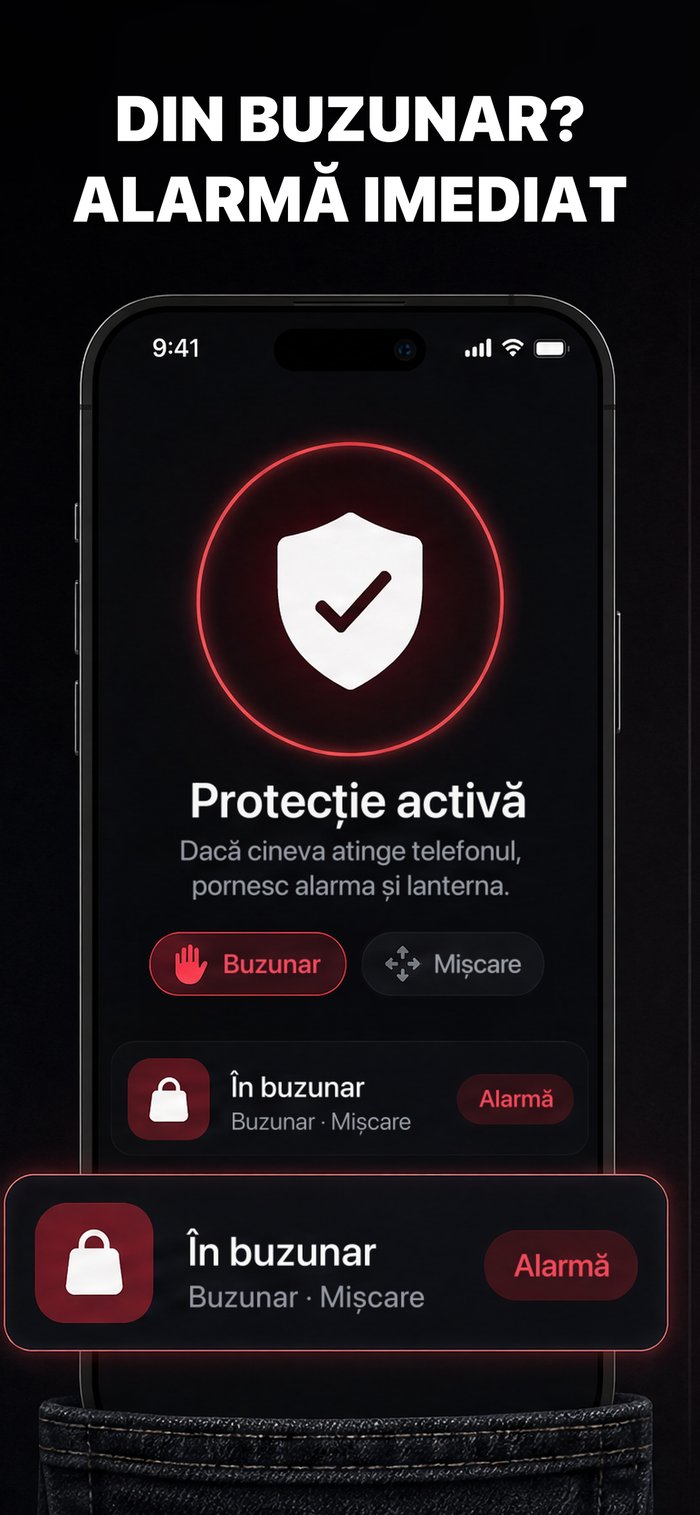 DIN BUZUNAR?
ALARMĂ IMEDIAT
9:41
Protecție activă
Dacă cineva atinge telefonul,
pornesc alarma și lanterna.
Buzunar
Mișcare
În buzunar
Buzunar · Mișcare
Alarmă
În buzunar
Buzunar · Mișcare
Alarmă